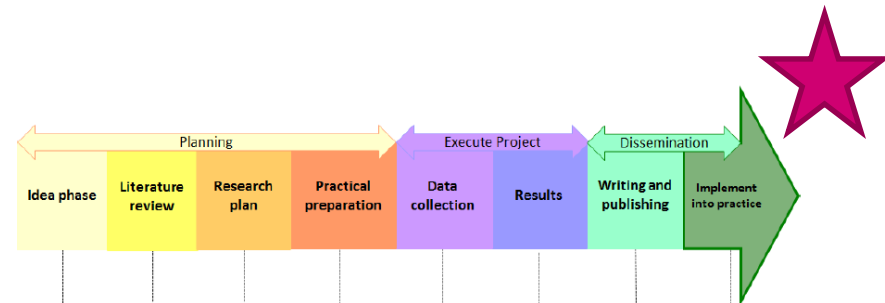 Planning
Execute Project
Dissemination
Idea phase
Literature
review
Research
plan
Practical
preparation
Data
collection
Results
Writing and
publishing
Implement
into practice